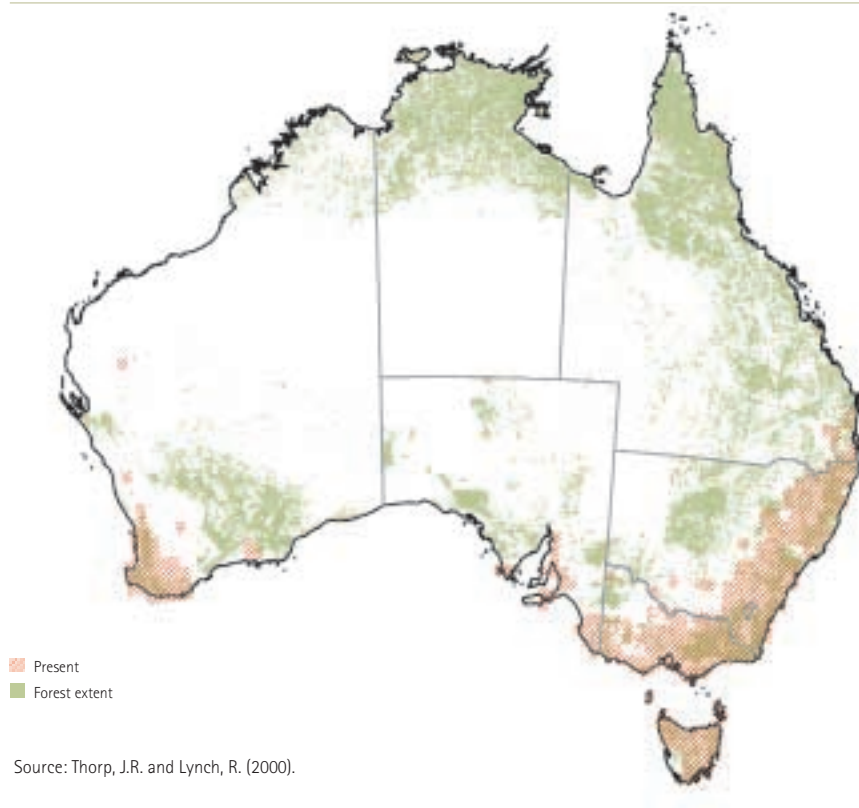 Present
Forest extent
Source: Thorp, J.R. and Lynch, R. (2000).